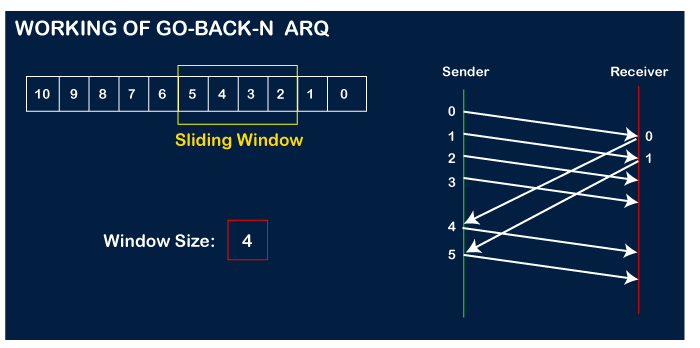 WORKING OF GO-BACK-N ARQ
10 9 8 7 6 5 4 3 2 1 0
Sliding Window
Window Size: 4
Sender Receiver
0
1 0
2 1
3
4
5